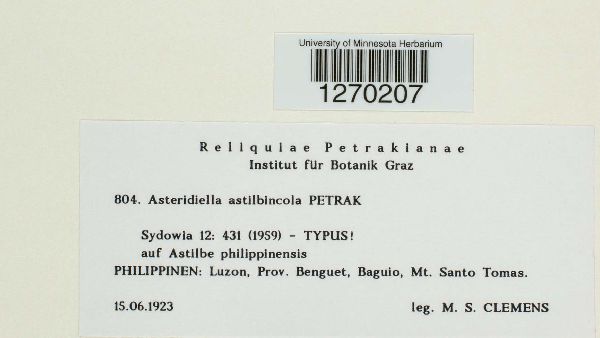 University of Minnesota Herbarium
1270207
Reliquiae Petrakianae
Institut für Botanik Graz
804. Asteridiella astilbincola PETRAK
Sydowia 12: 431 (1959) - TYPUS!
auf Astilbe philippinensis
PHILIPPINEN: Luzon, Prov. Benguet, Baguio, Mt. Santo Tomas.
15.06.1923 leg. M. S. CLEMENS